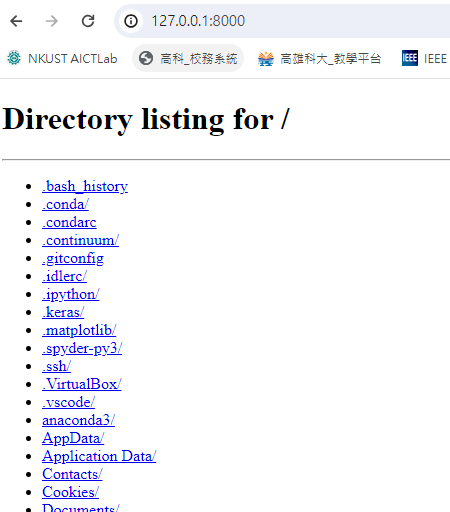 127.0.0.1:8000
NKUST AICTLab 高科_校務系統 高雄科大_教學平台 IEEE IEEE
Directory listing for /
.bash_history
.conda/
.condarc
.continuum/
.gitconfig
.idlerc/
.ipython/
.keras/
.matplotlib/
.spyder-py3/
.ssh/
.VirtualBox/
.vscode/
anaconda3/
AppData/
Application Data/
Contacts/
Cookies/
Documents/